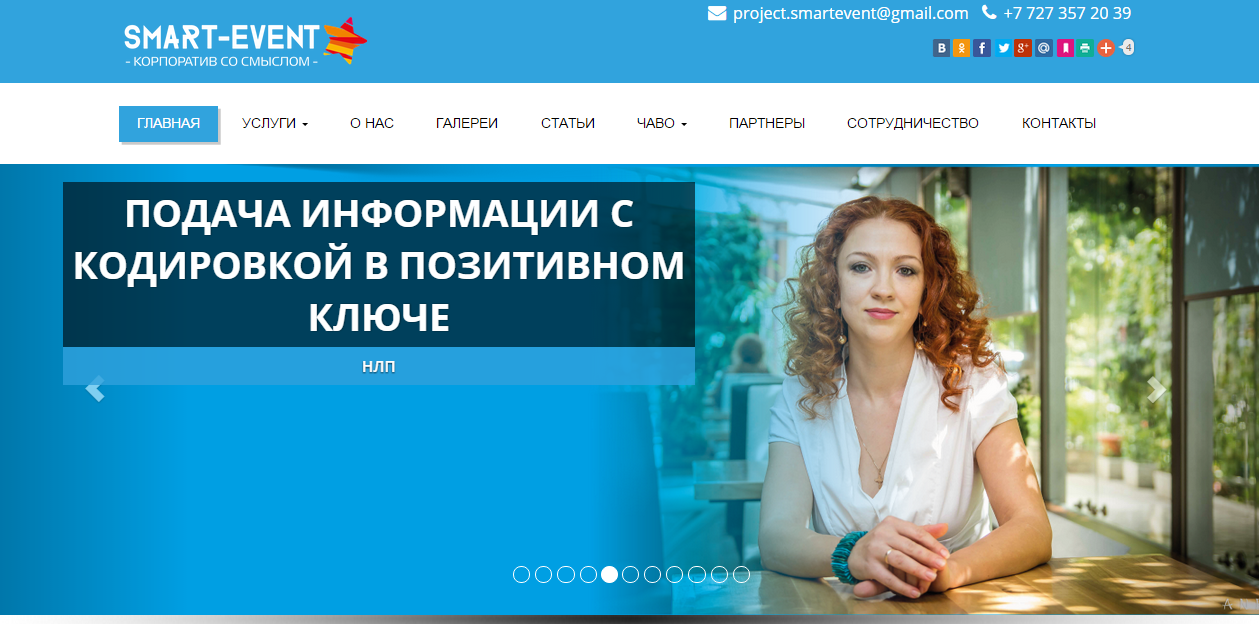 project.smartevent@gmail.com +7 727 357 20 39
SMART-EVENT
- КОРПОРАТИВ СО СМЫСЛОМ -
4
ГЛАВНАЯ УСЛУГИ О НАС ГАЛЕРЕИ СТАТЬИ ЧАВО ПАРТНЕРЫ СОТРУДНИЧЕСТВО КОНТАКТЫ
ПОДАЧА ИНФОРМАЦИИ С
КОДИРОВКОЙ В ПОЗИТИВНОМ
КЛЮЧЕ
НЛП